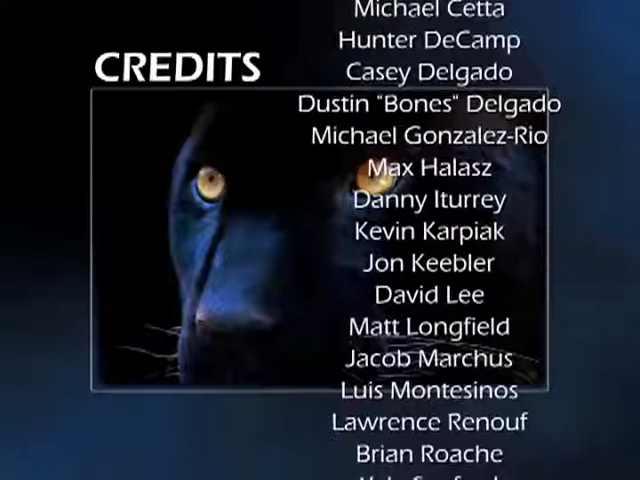 Michael Cetta
Hunter DeCamp
CREDITS
Casey Delgado
Dustin "Bones" Delgado
Michael Gonzalez-Rio
Max Halasz
Danny Iturrey
Kevin Karpiak
Jon Keebler
David Lee
Matt Longfield
Jacob Marchus
Luis Montesinos
Lawrence Renouf
Brian Roache